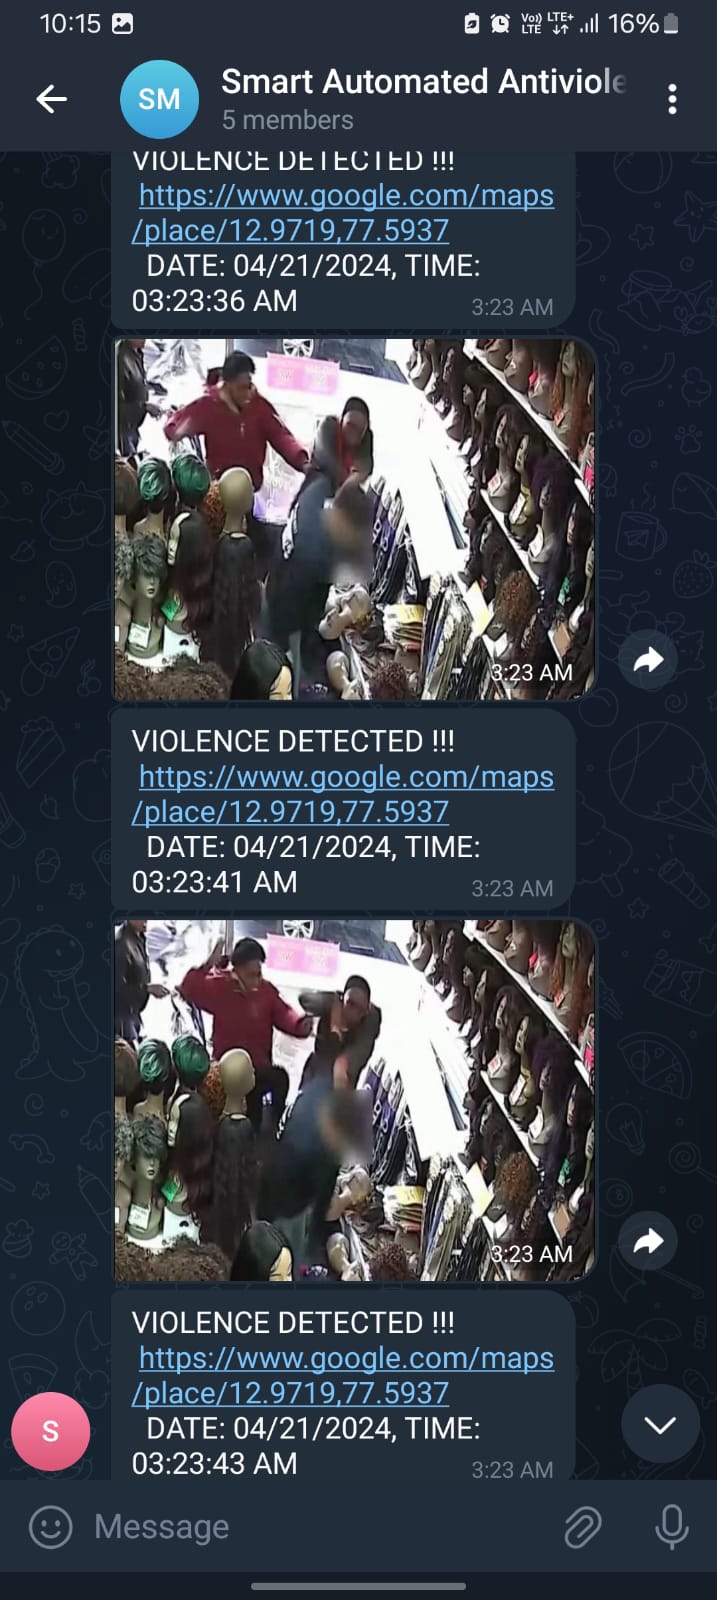 10:15
Vo)) LTE LTE+ 16%
SM
Smart Automated Antiviole
5 members
VIOLENCE DETECTED !!!
https://www.google.com/maps
/place/12.9719,77.5937
DATE: 04/21/2024, TIME:
03:23:36 AM
3:23 AM
3:23 AM
VIOLENCE DETECTED !!!
https://www.google.com/maps
/place/12.9719,77.5937
DATE: 04/21/2024, TIME:
03:23:41 AM
3:23 AM
3:23 AM
VIOLENCE DETECTED !!!
https://www.google.com/maps
/place/12.9719,77.5937
DATE: 04/21/2024, TIME:
03:23:43 AM
3:23 AM
S
Message